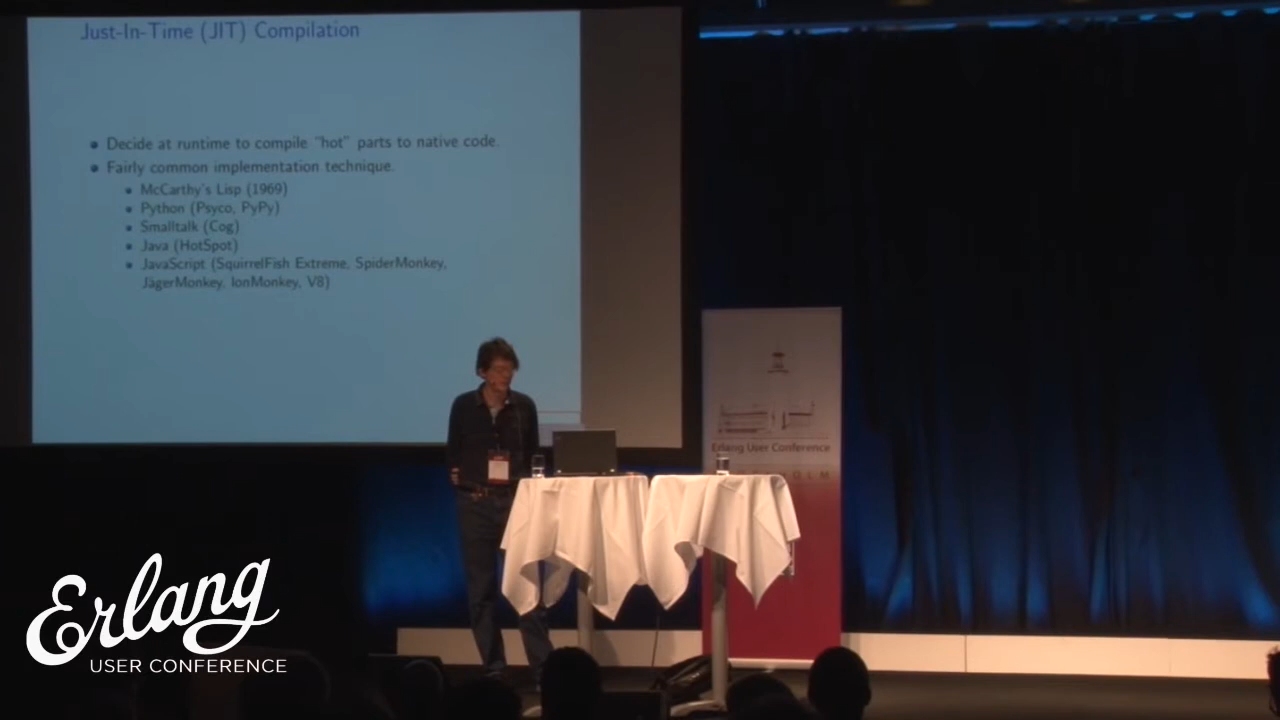 Just-In-Time (JIT) Compilation
Decide at runtime to compile "hot" parts to native code.
Fairly common implementation technique.
McCarthy's Lisp (1969)
Python (Psyco, PyPy)
Smalltalk (Cog)
Java (HotSpot)
JavaScript (SquirrelFish Extreme, SpiderMonkey,
JägerMonkey, IonMonkey, V8)
Erlang User Conference
Erlang
USER CONFERENCE